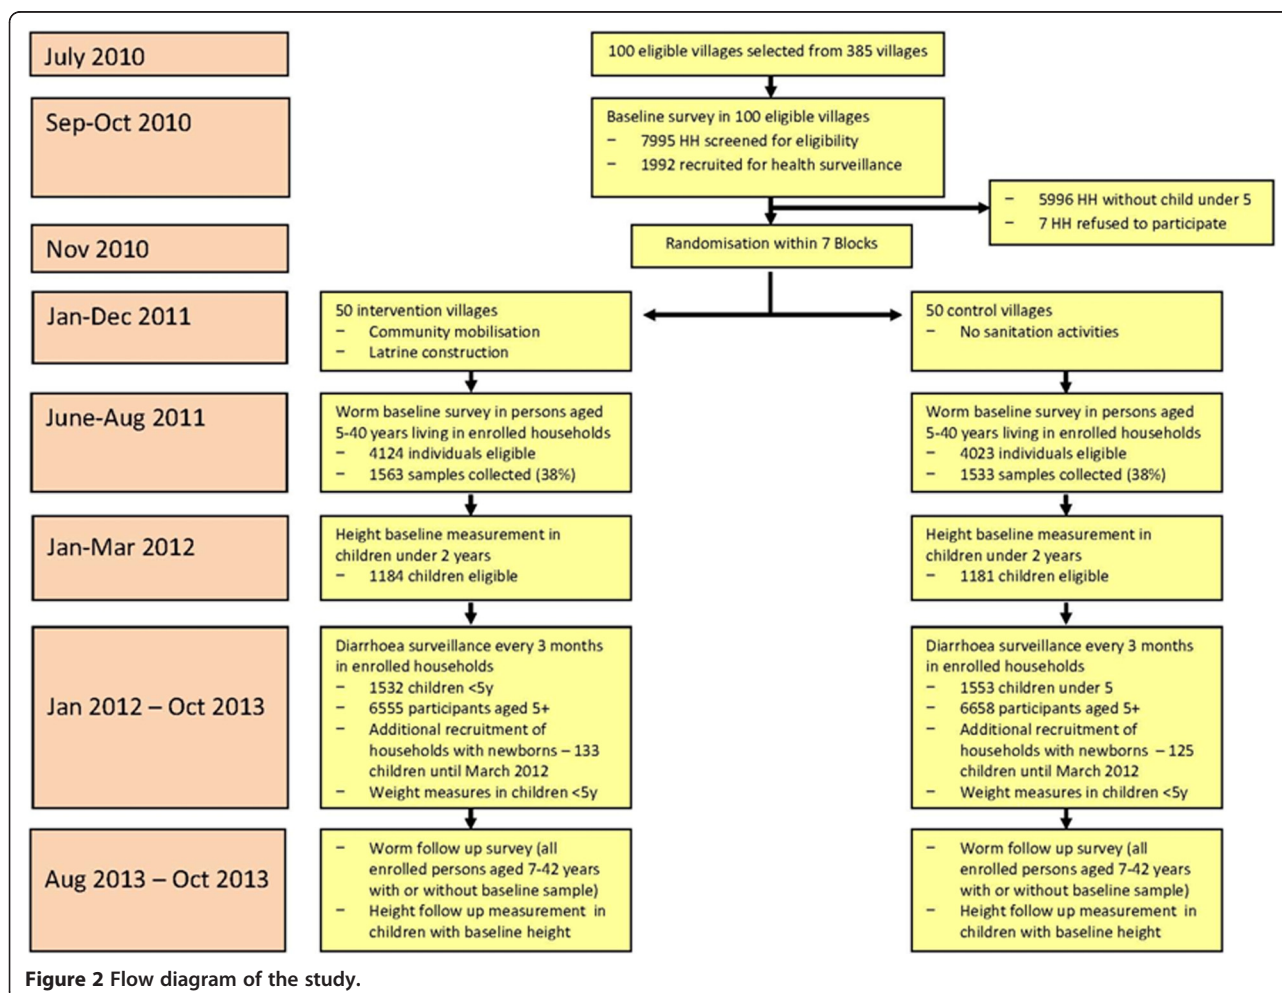 July 2010
100 eligible villages selected from 385 villages
Sep-Oct 2010
Baseline survey in 100 eligible villages
− 7995 HH screened for eligibility
− 1992 recruited for health surveillance
− 5996 HH without child under 5
− 7 HH refused to participate
Nov 2010
Randomisation within 7 Blocks
Jan-Dec 2011
50 intervention villages
− Community mobilisation
− Latrine construction
50 control villages
− No sanitation activities
June-Aug 2011
Worm baseline survey in persons aged
5-40 years living in enrolled households
− 4124 individuals eligible
− 1563 samples collected (38%)
Worm baseline survey in persons aged
5-40 years living in enrolled households
− 4023 individuals eligible
− 1533 samples collected (38%)
Jan-Mar 2012
Height baseline measurement in
children under 2 years
− 1184 children eligible
Height baseline measurement in
children under 2 years
− 1181 children eligible
Jan 2012 – Oct 2013
Diarrhoea surveillance every 3 months
in enrolled households
− 1532 children <5y
− 6555 participants aged 5+
− Additional recruitment of
households with newborns – 133
children until March 2012
− Weight measures in children <5y
Diarrhoea surveillance every 3 months
in enrolled households
− 1553 children under 5
− 6658 participants aged 5+
− Additional recruitment of
households with newborns – 125
children until March 2012
− Weight measures in children <5y
Aug 2013 – Oct 2013
− Worm follow up survey (all
enrolled persons aged 7-42 years
with or without baseline sample)
− Height follow up measurement in
children with baseline height
− Worm follow up survey (all
enrolled persons aged 7-42 years
with or without baseline sample)
− Height follow up measurement in
children with baseline height
Figure 2 Flow diagram of the study.